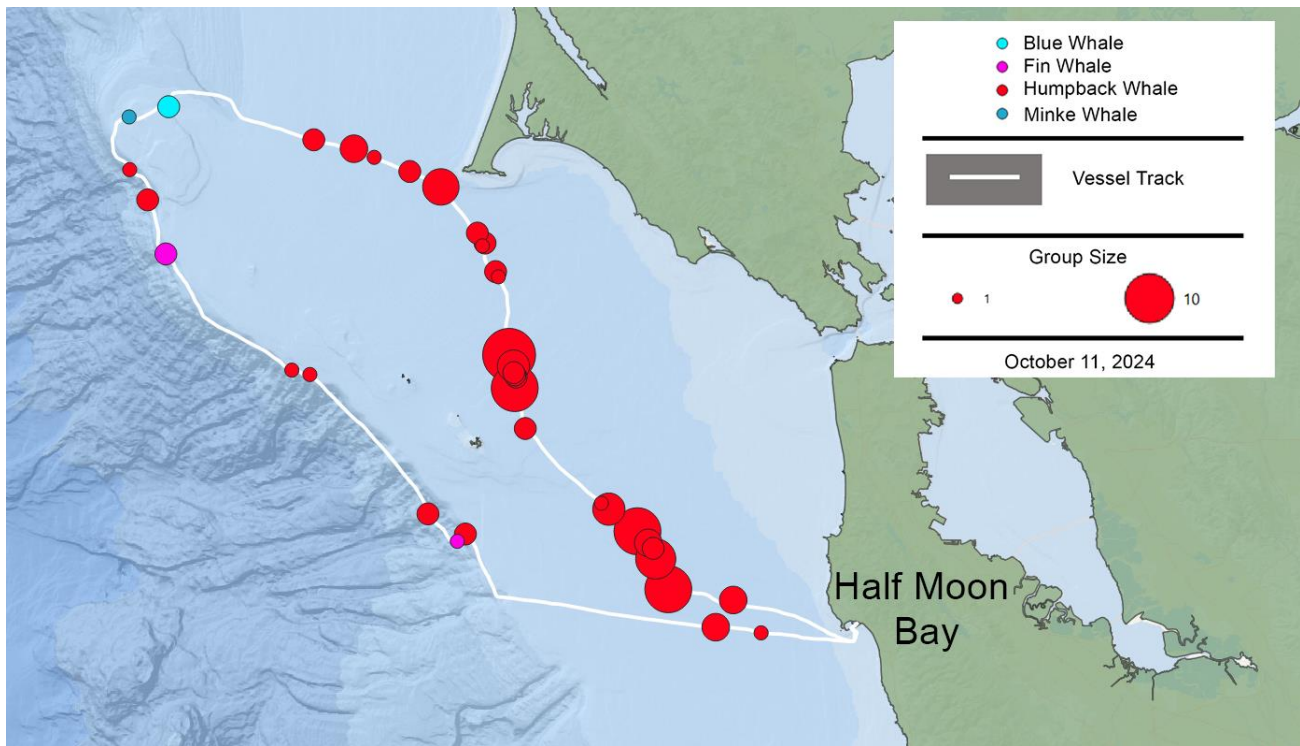 Blue Whale
Fin Whale
Humpback Whale
Minke Whale
Vessel Track
Group Size
1
10
October 11, 2024
Half Moon
Bay